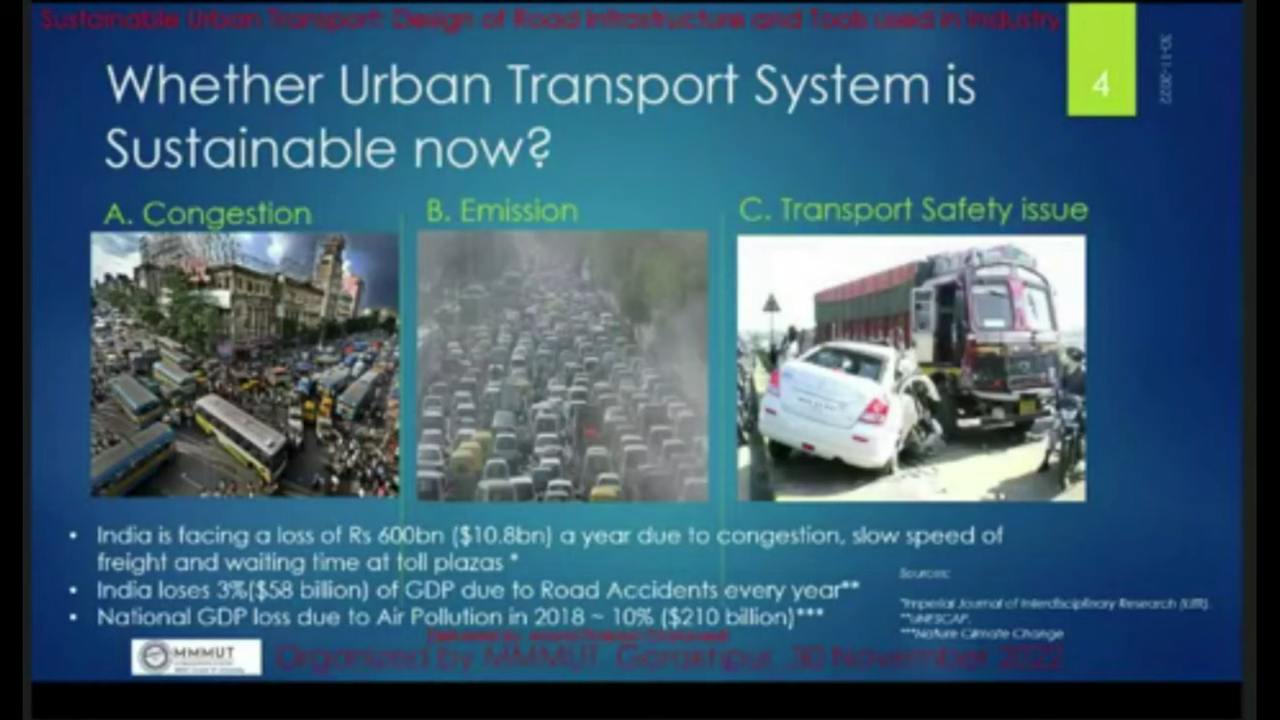 Sustainable Urban Transport: Design of Road Infrastructure and Tools used in Industry
4
30-11-2022
Whether Urban Transport System is
Sustainable now?
A. Congestion
B. Emission
C. Transport Safety issue
• India is facing a loss of Rs 600bn ($10.8bn) a year due to congestion, slow speed of
freight and waiting time at toll plazas *
• India loses 3%($58 billion) of GDP due to Road Accidents every year**
• National GDP loss due to Air Pollution in 2018 ~ 10% ($210 billion)***
Sources:
*Imperial Journal of Interdisciplinary Research (IJIR).
**UNESCAP.
***Nature Climate Change
MMMUT
Organized by MMMUT, Gorakhpur, 30 November 2022